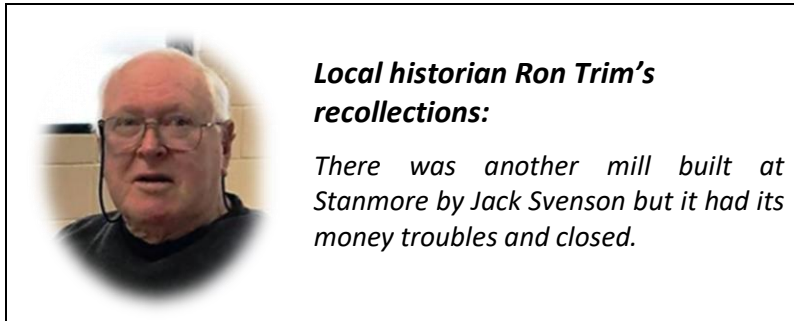 Local historian Ron Trim’s
recollections:
There was another mill built at
Stanmore by Jack Svenson but it had its
money troubles and closed.